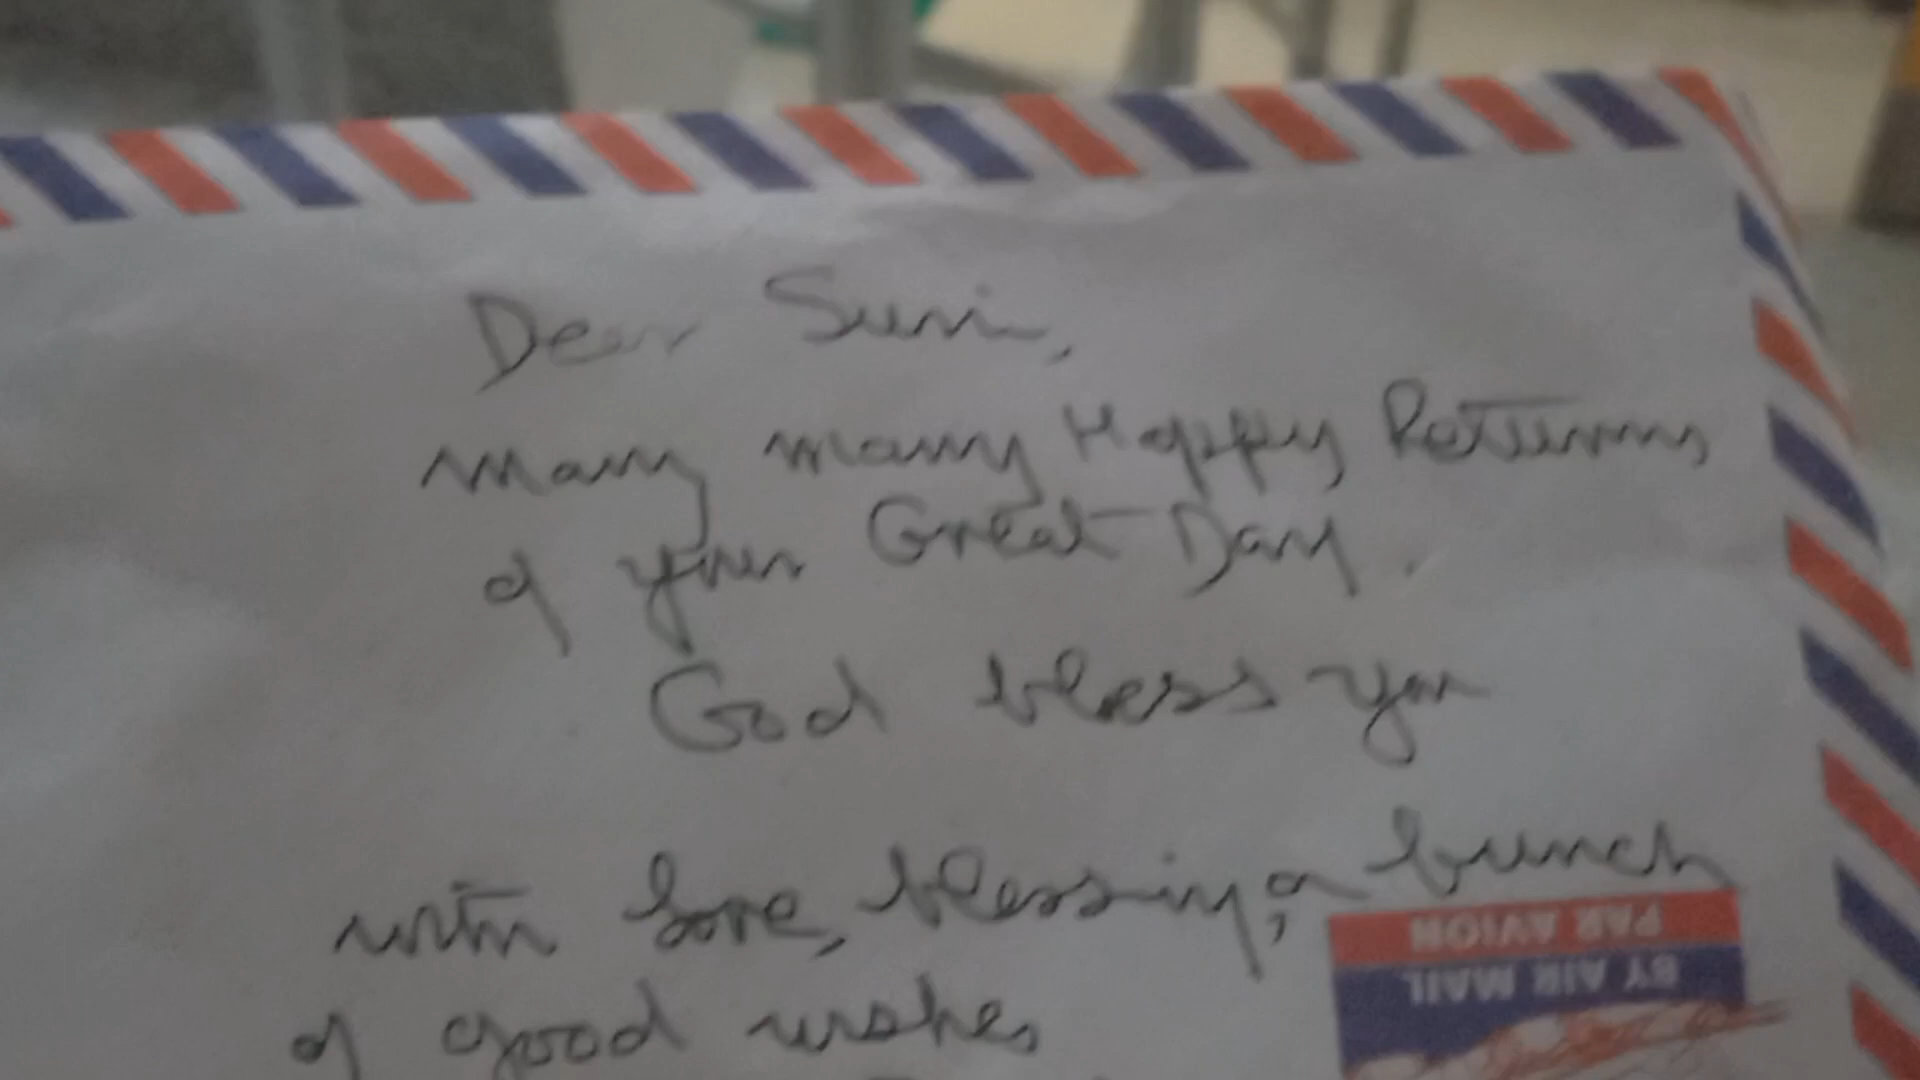 Dear Suni,
Many many Happy Returns
of your Great Day.
God bless you
with love, blessing, a bunch
of good wishes
PAR AVION
BY AIR MAIL